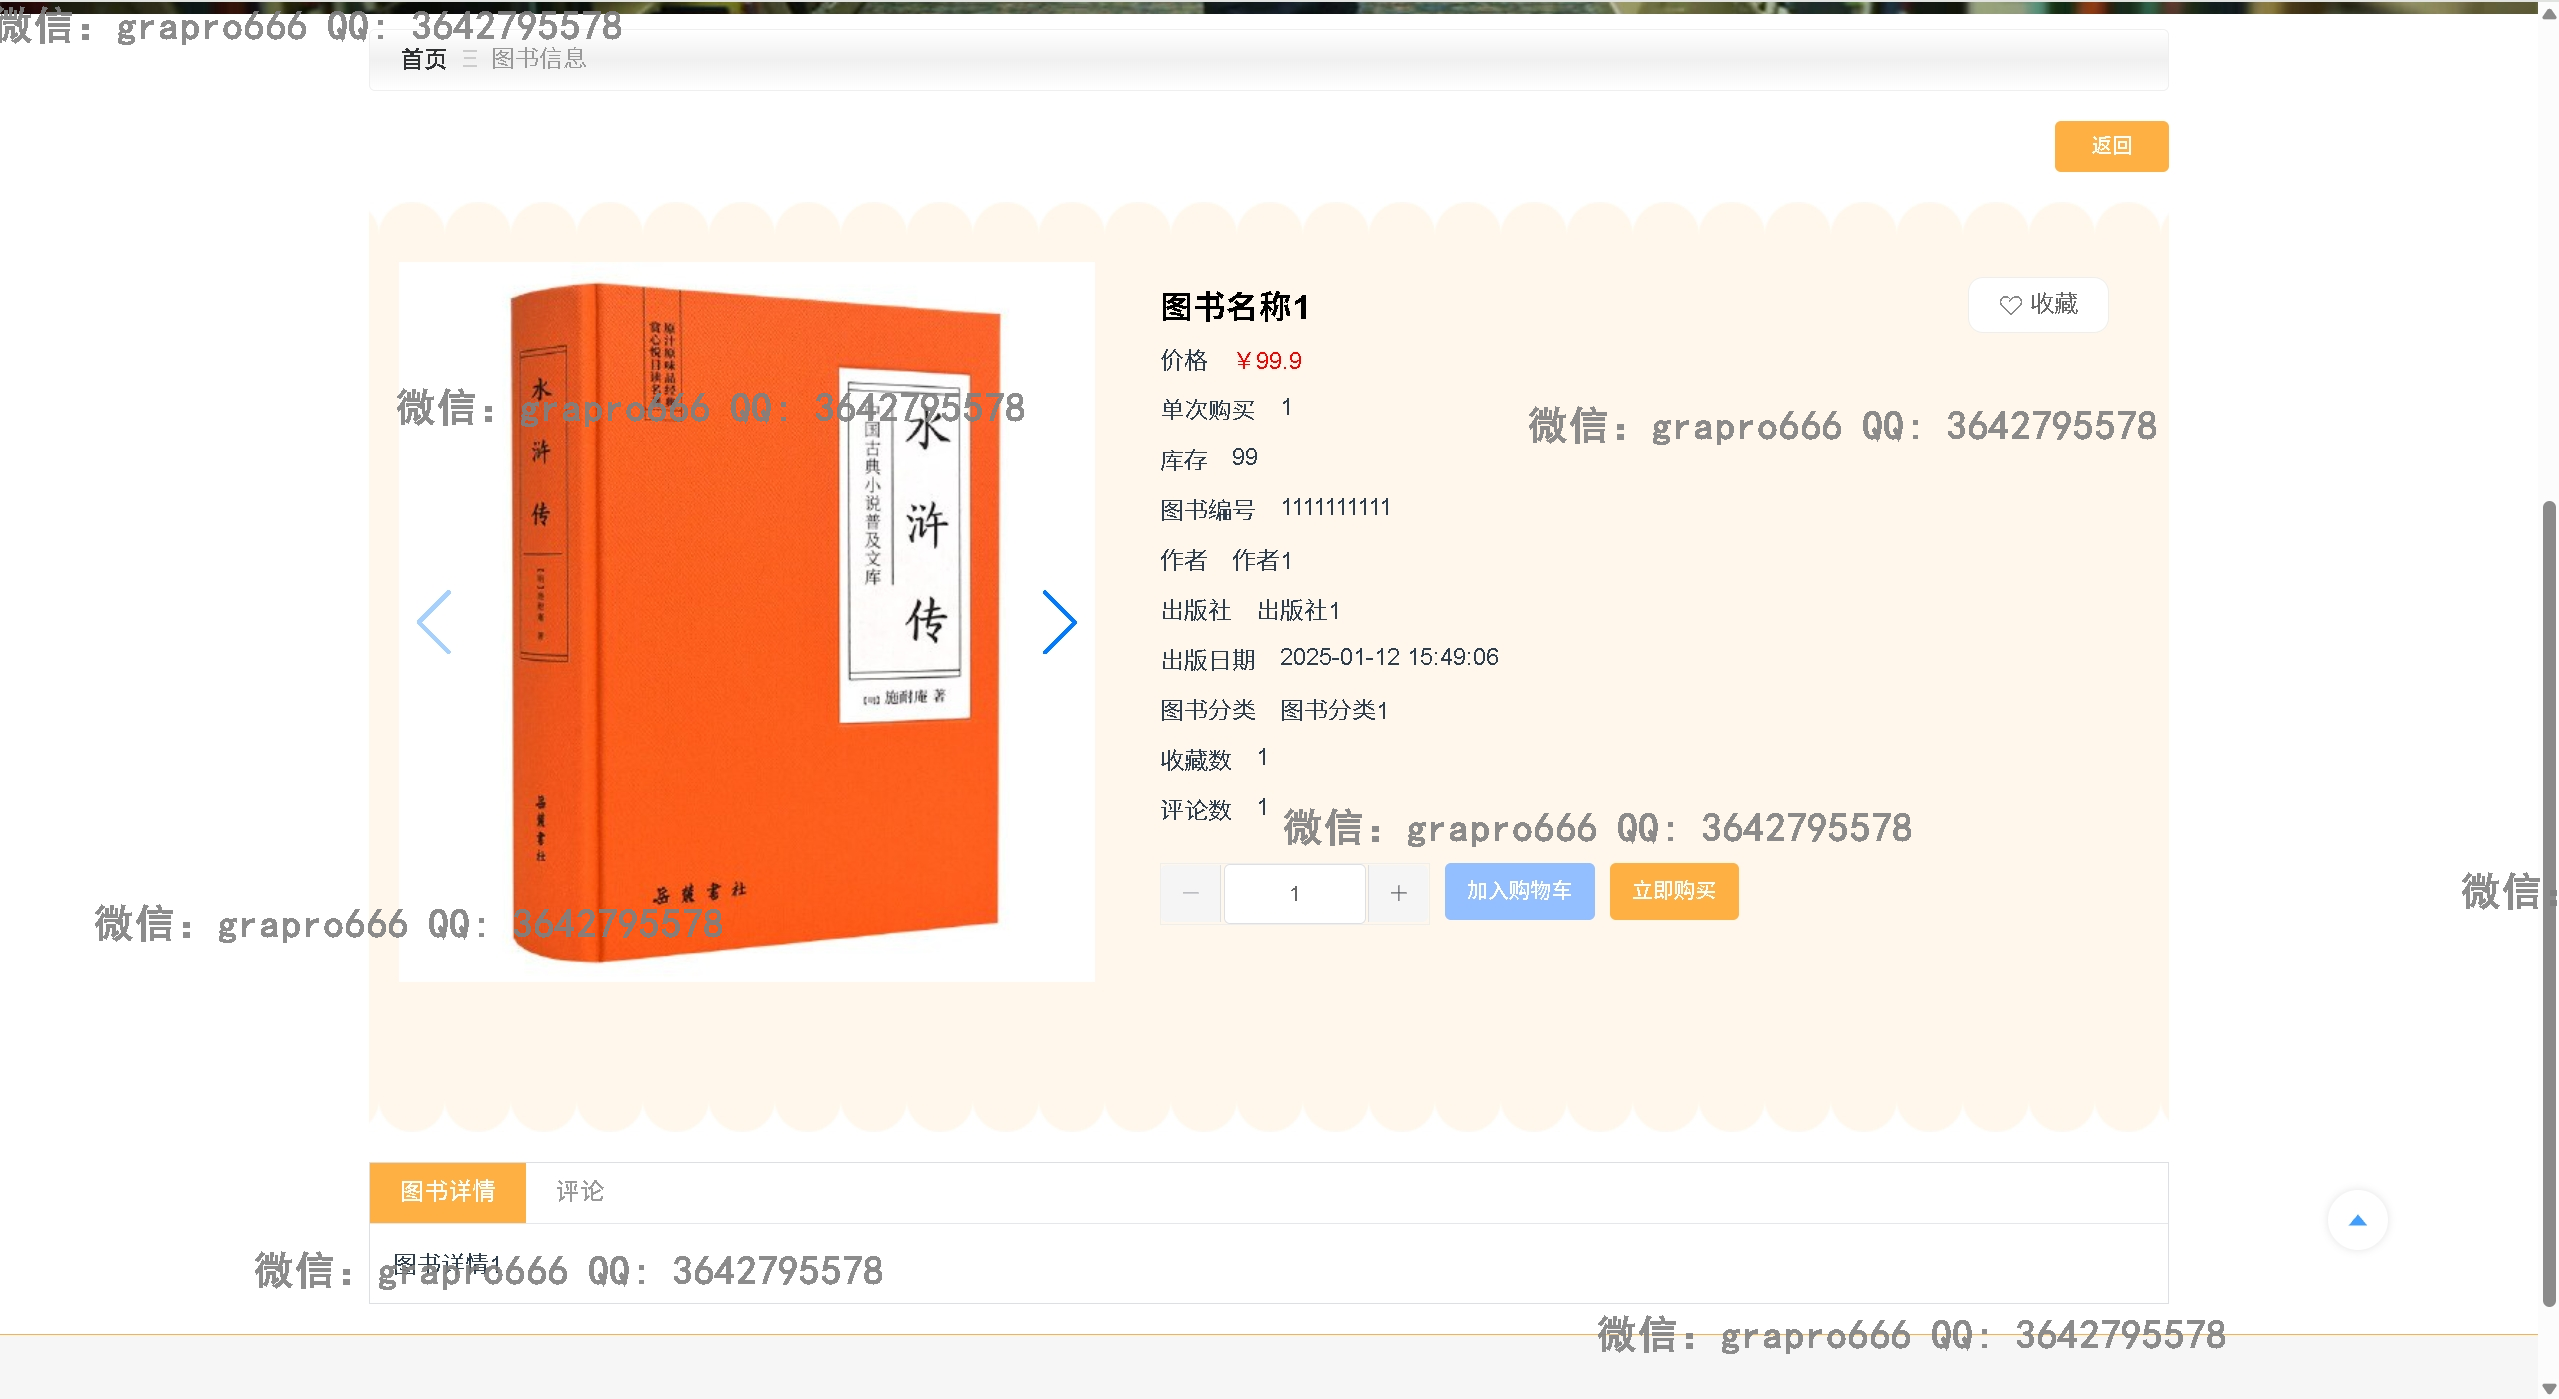 微信：grapro666 QQ: 3642795578
首页 图书信息
返回
图书名称1
收藏
价格 ￥99.9
单次购买 1
库存 99
图书编号 1111111111
作者 作者1
出版社 出版社1
出版日期 2025-01-12 15:49:06
图书分类 图书分类1
收藏数 1
评论数 1
1
加入购物车
立即购买
水浒传
岳麓书社
原汁原味品经典
赏心悦目读名著
中国古典小说普及文库
水浒传
[明] 施耐庵 著
岳麓书社
微信：grapro666 QQ: 3642795578
微信：grapro666 QQ: 3642795578
微信：grapro666 QQ: 3642795578
微信：grapro666 QQ: 3642795578
微信：
图书详情 评论
图书详情1
微信：grapro666 QQ: 3642795578
微信：grapro666 QQ: 3642795578